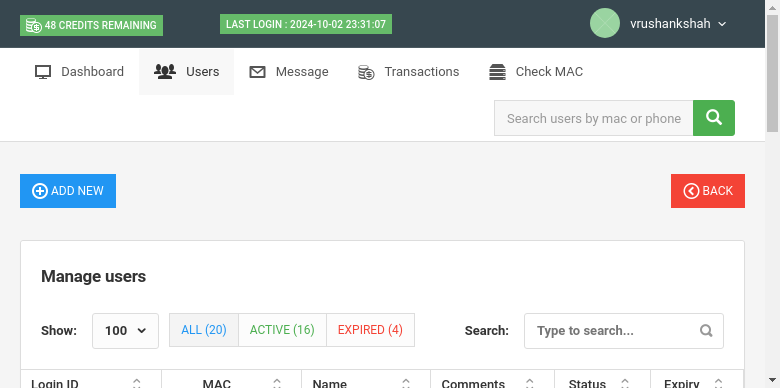 48 CREDITS REMAINING
LAST LOGIN : 2024-10-02 23:31:07
vrushankshah
Dashboard Users Message Transactions Check MAC
Search users by mac or phone
ADD NEW
BACK
Manage users
Show: 100 ALL (20) ACTIVE (16) EXPIRED (4) Search: Type to search...
Login ID MAC Name Comments Status Expiry